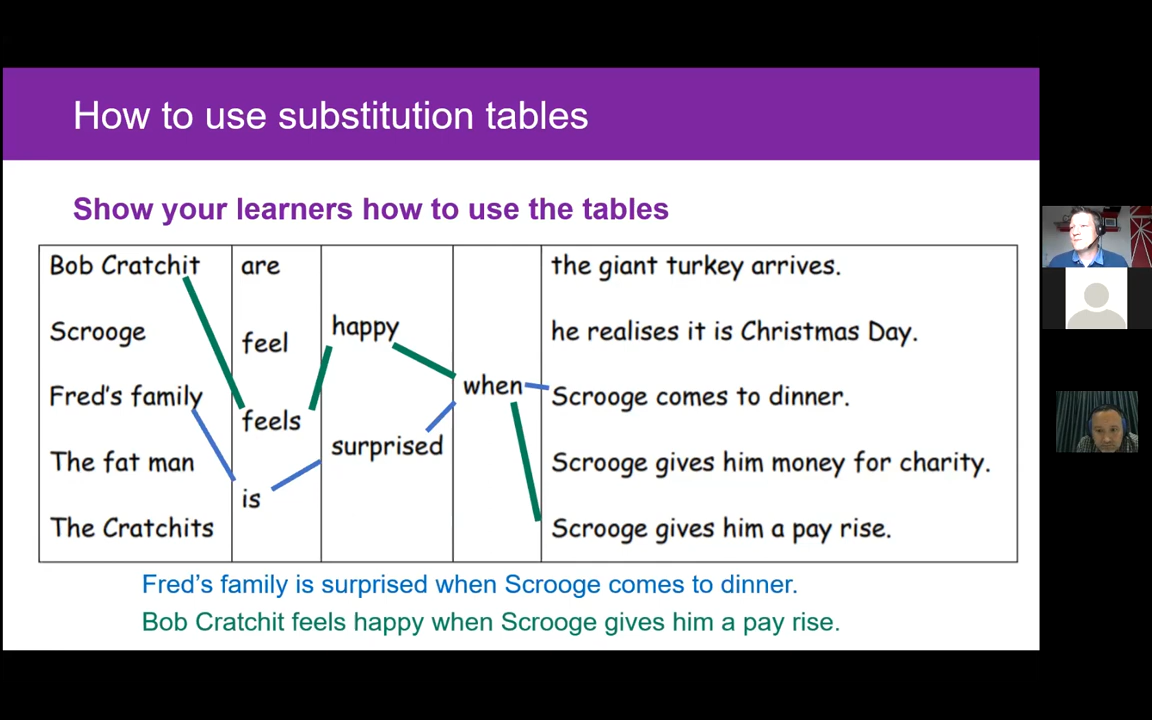 How to use substitution tables
Show your learners how to use the tables
Bob Cratchit
Scrooge
Fred's family
The fat man
The Cratchits
are
feel
feels
is
happy
surprised
when
the giant turkey arrives.
he realises it is Christmas Day.
Scrooge comes to dinner.
Scrooge gives him money for charity.
Scrooge gives him a pay rise.
Fred's family is surprised when Scrooge comes to dinner.
Bob Cratchit feels happy when Scrooge gives him a pay rise.